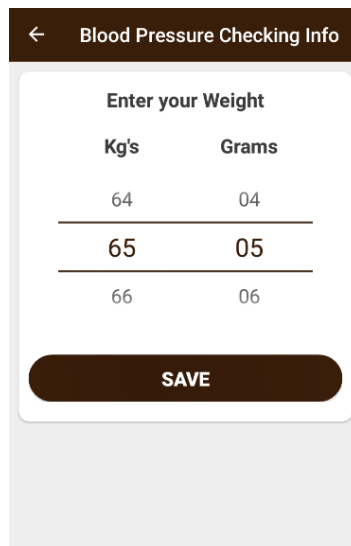 Blood Pressure Checking Info
Enter your Weight
Kg's Grams
64 04
65 05
66 06
SAVE